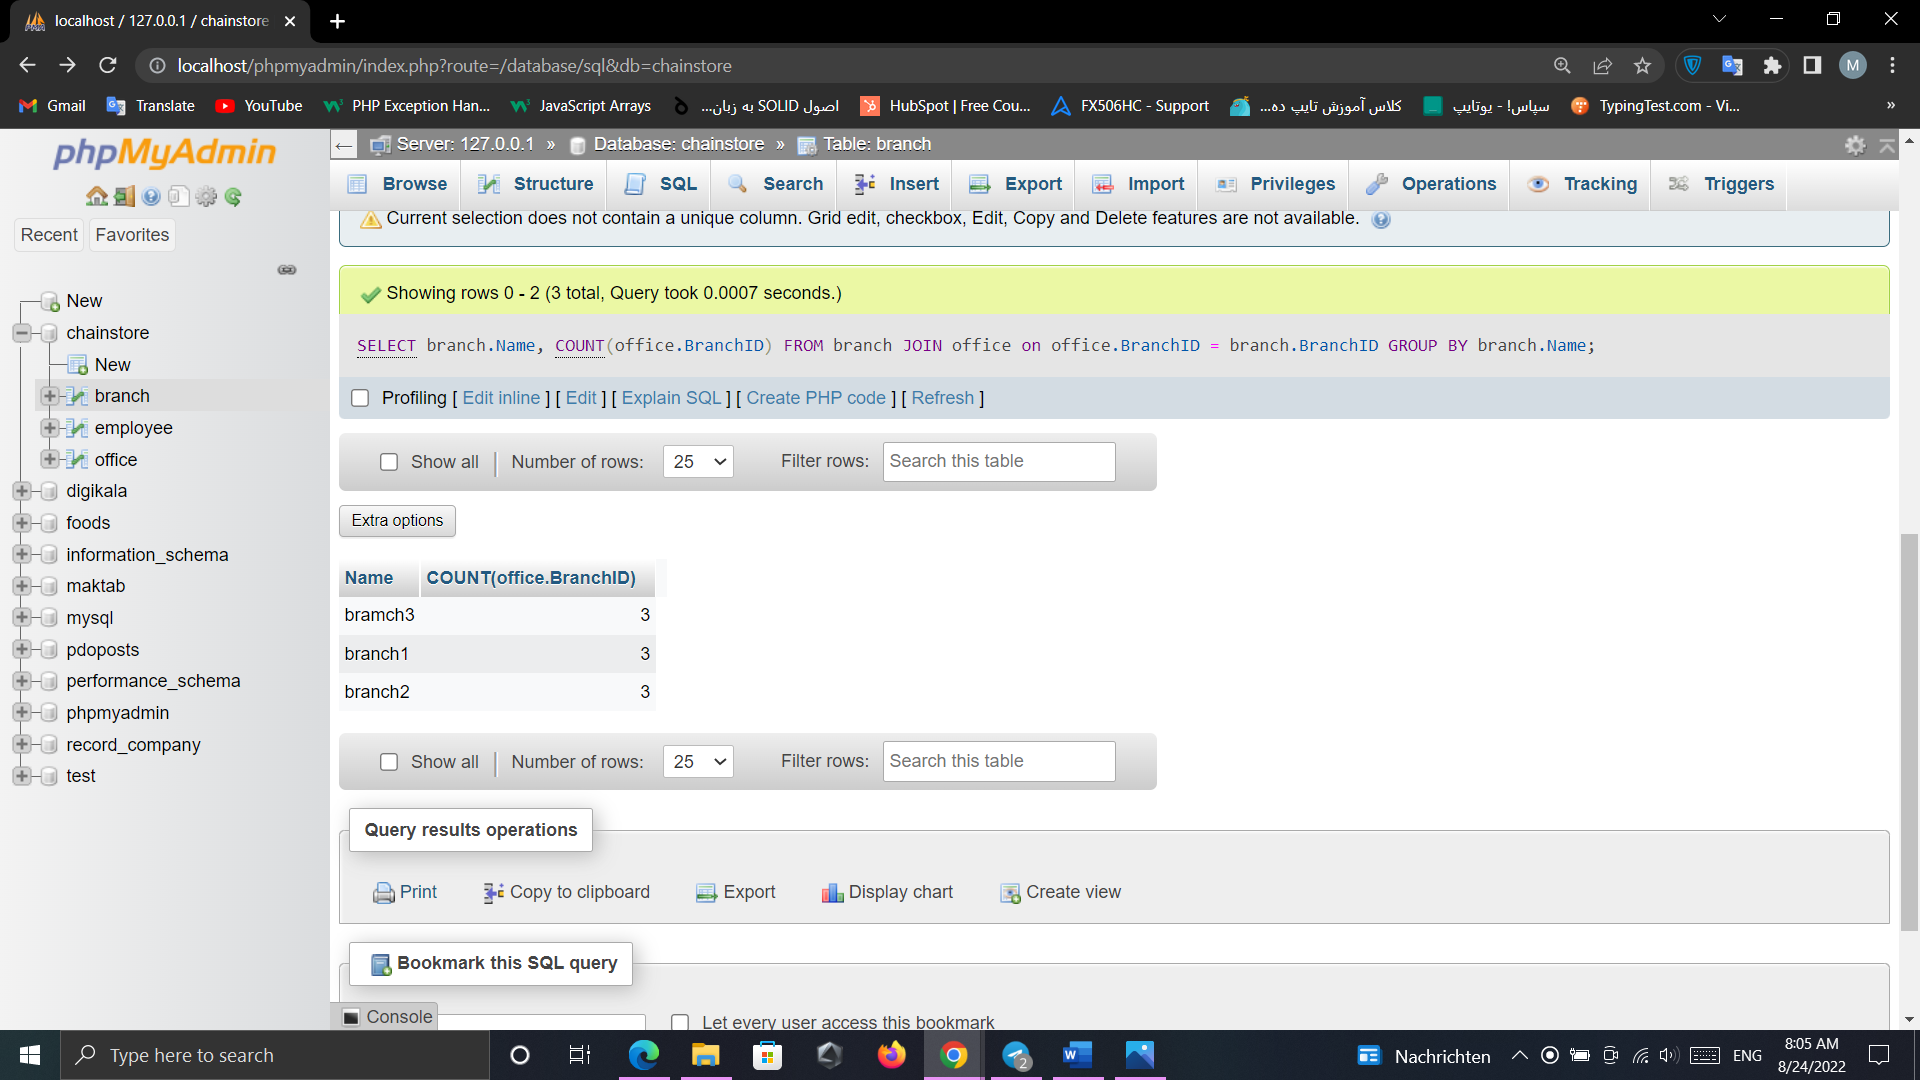 localhost / 127.0.0.1 / chainstore
localhost/phpmyadmin/index.php?route=/database/sql&db=chainstore
M
Gmail
Translate
YouTube
PHP Exception Han...
JavaScript Arrays
اصول SOLID به زبان...
HubSpot | Free Cou...
FX506HC - Support
کلاس آموزش تایپ ده...
سپاس! - یوتایپ
TypingTest.com - Vi...
»
phpMyAdmin
Recent
Favorites
New
chainstore
New
branch
employee
office
digikala
foods
information_schema
maktab
mysql
pdoposts
performance_schema
phpmyadmin
record_company
test
Server: 127.0.0.1 » Database: chainstore » Table: branch
Browse
Structure
SQL
Search
Insert
Export
Import
Privileges
Operations
Tracking
Triggers
Current selection does not contain a unique column. Grid edit, checkbox, Edit, Copy and Delete features are not available.
Showing rows 0 - 2 (3 total, Query took 0.0007 seconds.)
SELECT branch.Name, COUNT(office.BranchID) FROM branch JOIN office on office.BranchID = branch.BranchID GROUP BY branch.Name;
Profiling [ Edit inline ] [ Edit ] [ Explain SQL ] [ Create PHP code ] [ Refresh ]
Show all | Number of rows: 25 Filter rows: Search this table
Extra options
Name COUNT(office.BranchID)
bramch3 3
branch1 3
branch2 3
Show all | Number of rows: 25 Filter rows: Search this table
Query results operations
Print
Copy to clipboard
Export
Display chart
Create view
Bookmark this SQL query
Console
Let every user access this bookmark
Type here to search
2
Nachrichten
ENG
8:05 AM
8/24/2022